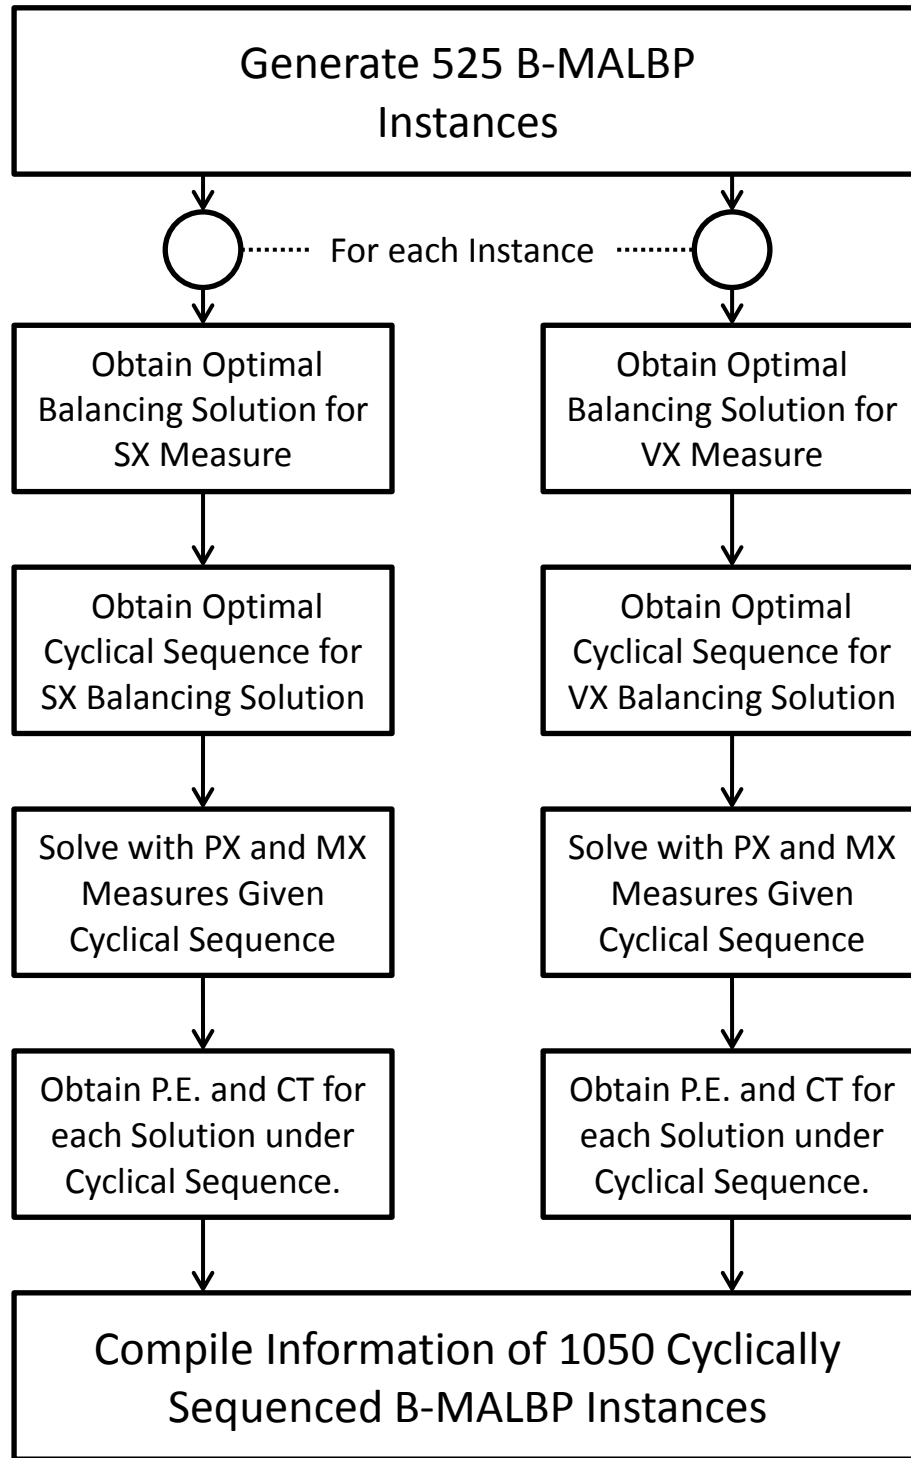 Generate 525 B-MALBP
Instances
For each Instance
Obtain Optimal
Balancing Solution for
SX Measure
Obtain Optimal
Balancing Solution for
VX Measure
Obtain Optimal
Cyclical Sequence for
SX Balancing Solution
Obtain Optimal
Cyclical Sequence for
VX Balancing Solution
Solve with PX and MX
Measures Given
Cyclical Sequence
Solve with PX and MX
Measures Given
Cyclical Sequence
Obtain P.E. and CT for
each Solution under
Cyclical Sequence.
Obtain P.E. and CT for
each Solution under
Cyclical Sequence.
Compile Information of 1050 Cyclically
Sequenced B-MALBP Instances